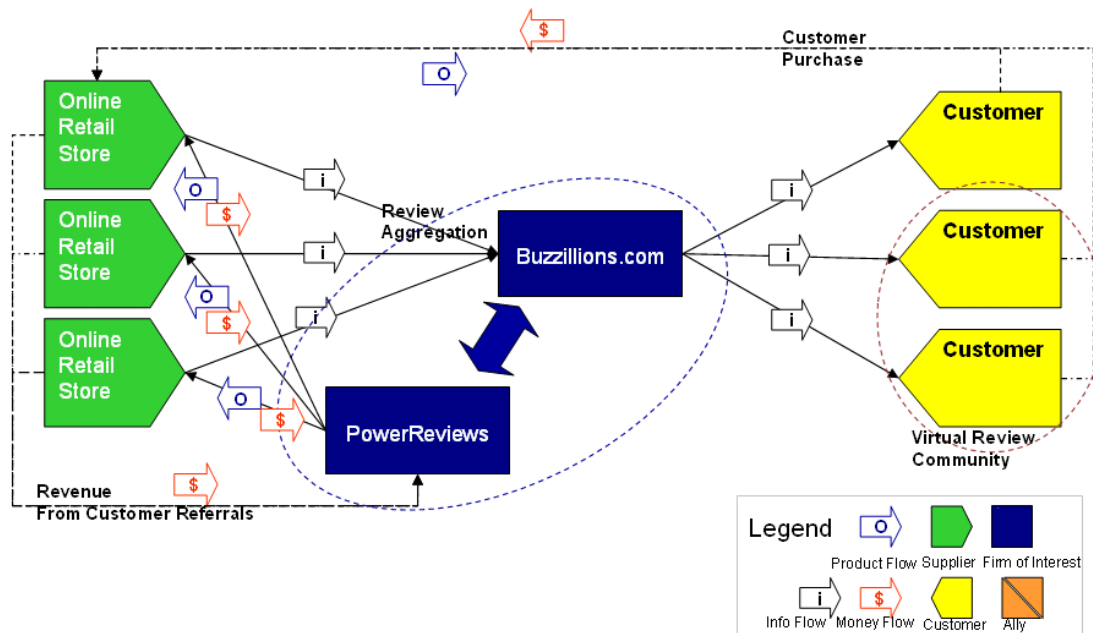 $
Customer
Purchase
O
Online
Retail
Store
Customer
i
i
O
$
Review
Aggregation
Online
Retail
Store
i
Buzzillions.com
i
Customer
O
$
i
i
Online
Retail
Store
Customer
O
$
PowerReviews
Virtual Review
Community
$
Revenue
From Customer Referrals
Legend
O
Product Flow
Supplier
Firm of Interest
i
$
Info Flow
Money Flow
Customer
Ally